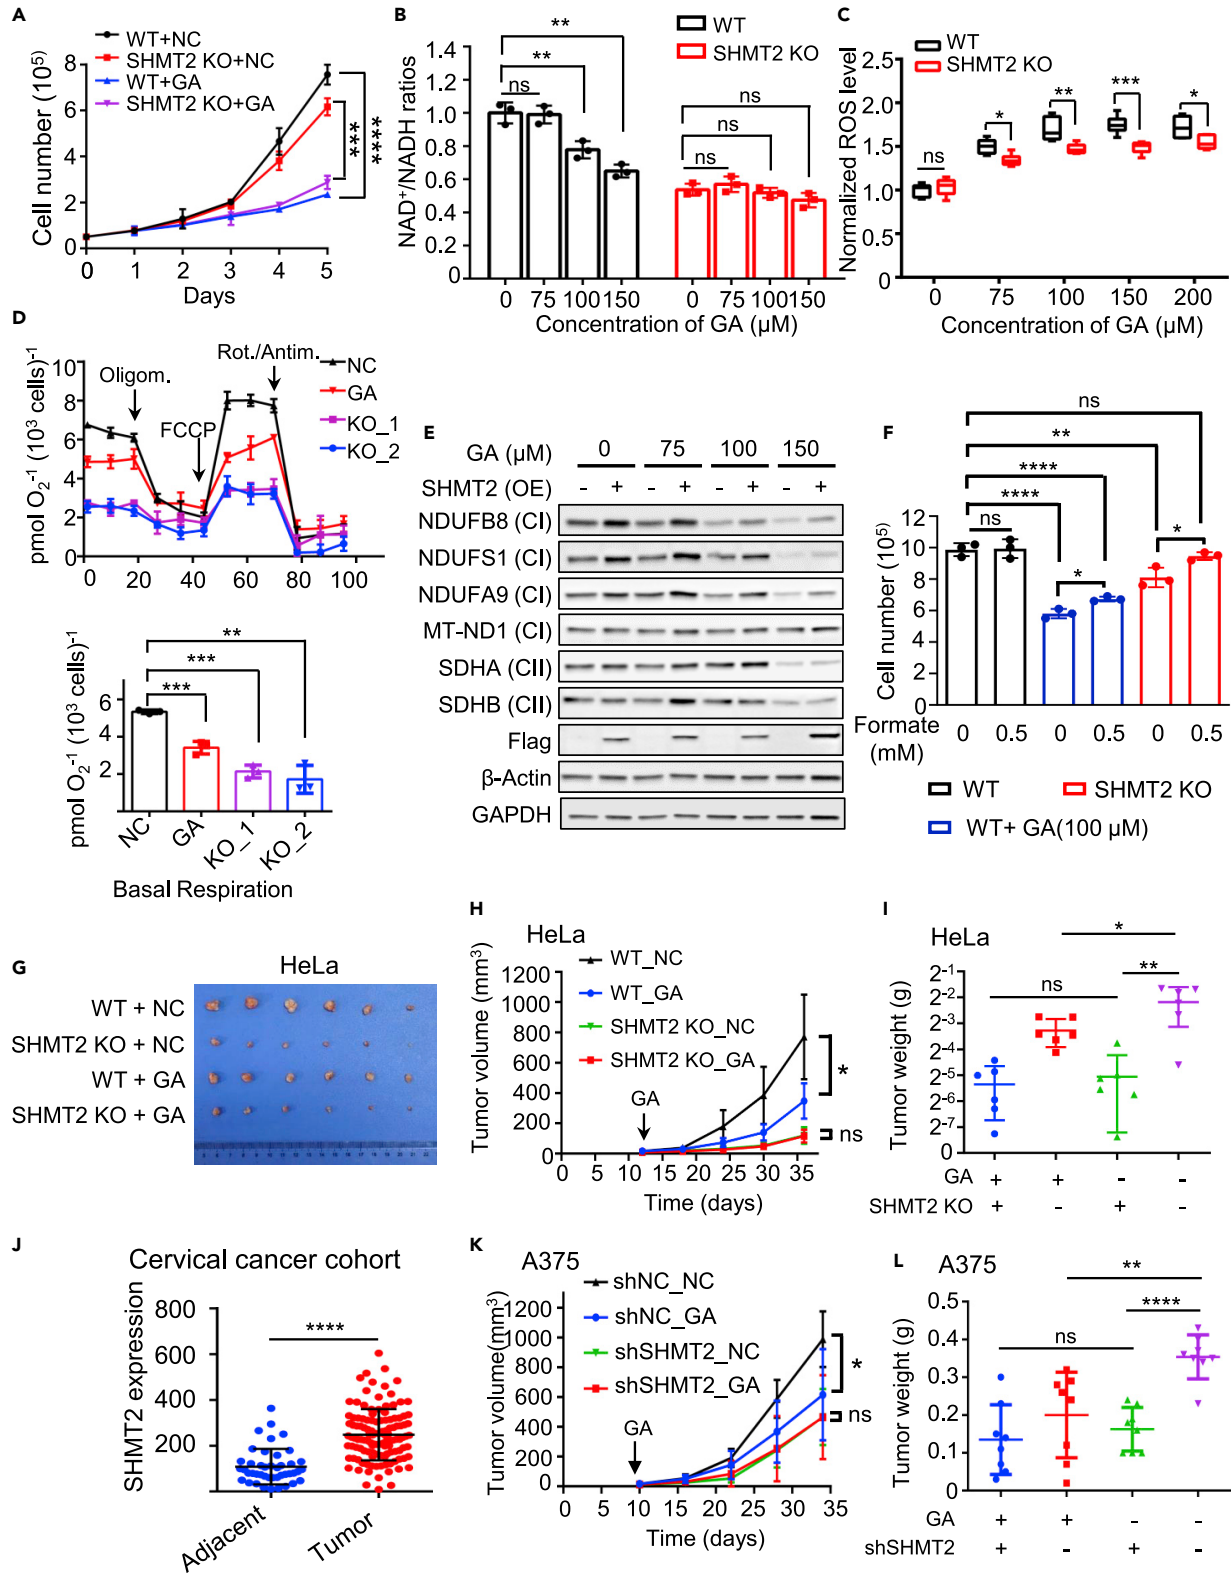 A
WT+NC
SHMT2 KO+NC
WT+GA
SHMT2 KO+GA
Cell number (10⁵)
8
6
4
2
0
*** ****
0 1 2 3 4 5
Days
B
WT
SHMT2 KO
NAD⁺/NADH ratios
1.4
1.2
1.0
0.8
0.6
0.4
0.2
0
**
**
ns
ns
ns
ns
0 75 100 150 0 75 100 150
Concentration of GA (µM)
C
WT
SHMT2 KO
Normalized ROS level
2.5
2.0
1.5
1.0
0.5
0
ns * ** *** *
0 75 100 150 200
Concentration of GA (µM)
D
Oligom.
FCCP
Rot./Antim.
NC
GA
KO_1
KO_2
pmol O₂⁻¹ (10³ cells)⁻¹
10
8
6
4
2
0
0 20 40 60 80 100
pmol O₂⁻¹ (10³ cells)⁻¹
6
4
2
**
***
***
NC GA KO_1 KO_2
Basal Respiration
E
GA (µM) 0 75 100 150
SHMT2 (OE) - + - + - + - +
NDUFB8 (CI)
NDUFS1 (CI)
NDUFA9 (CI)
MT-ND1 (CI)
SDHA (CII)
SDHB (CII)
Flag
β-Actin
GAPDH
F
ns
**
****
****
ns
*
*
Cell number (10⁵)
12
10
8
6
4
2
0
Formate (mM)
0 0.5 0 0.5 0 0.5
WT
SHMT2 KO
WT+ GA(100 µM)
G
HeLa
WT + NC
SHMT2 KO + NC
WT + GA
SHMT2 KO + GA
H
HeLa
WT_NC
WT_GA
SHMT2 KO_NC
SHMT2 KO_GA
Tumor volume (mm³)
1200
1000
800
600
400
200
0
GA
*
ns
0 5 10 15 20 25 30 35
Time (days)
I
HeLa
*
**
ns
Tumor weight (g)
2⁻¹
2⁻²
2⁻³
2⁻⁴
2⁻⁵
2⁻⁶
2⁻⁷
0
GA + + - -
SHMT2 KO + - + -
J
Cervical cancer cohort
SHMT2 expression
800
600
400
200
****
Adjacent Tumor
K
A375
shNC_NC
shNC_GA
shSHMT2_NC
shSHMT2_GA
Tumor volume(mm³)
1200
1000
800
600
400
200
0
GA
*
ns
0 5 10 15 20 25 30 35
Time (days)
L
A375
**
****
ns
Tumor weight (g)
0.5
0.4
0.3
0.2
0.1
0
GA + + - -
shSHMT2 + - + -